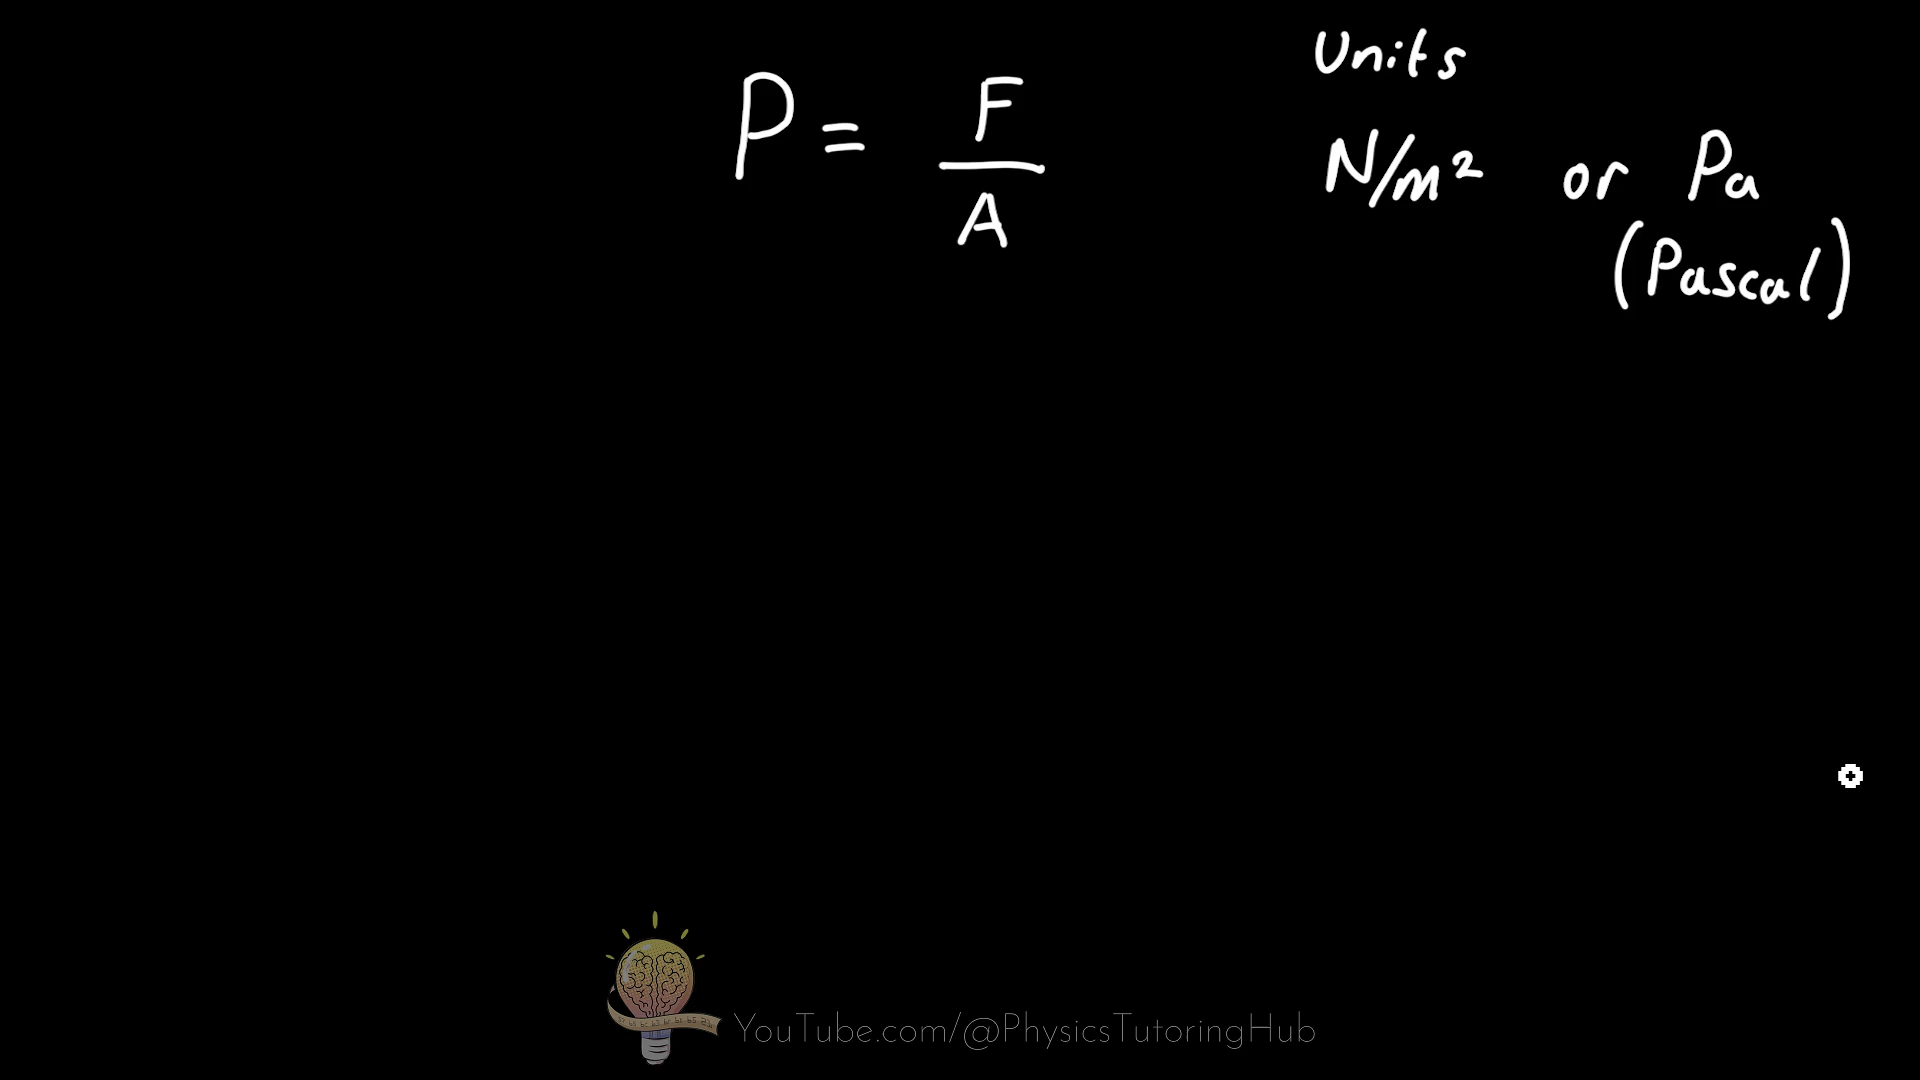 Units
P = F/A
N/m² or Pa
(Pascal)
YouTube.com/@PhysicsTutoringHub